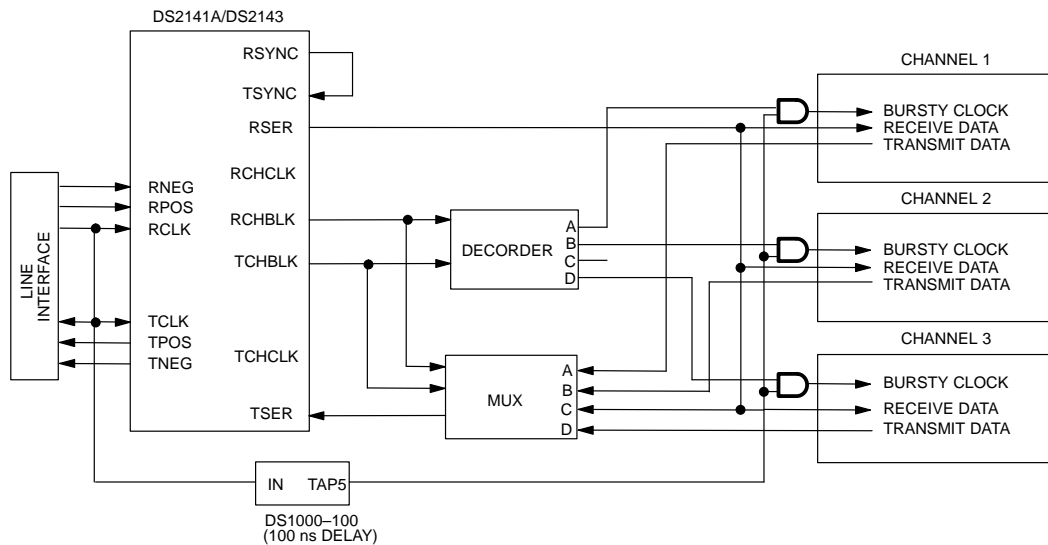 DS2141A/DS2143
RSYNC
TSYNC
RSER
RCHCLK
RCHBLK
TCHBLK
TCHCLK
TSER
RNEG
RPOS
RCLK
TCLK
TPOS
TNEG
LINE
INTERFACE
DECORDER
A
B
C
D
MUX
A
B
C
D
IN TAP5
DS1000–100
(100 ns DELAY)
CHANNEL 1
BURSTY CLOCK
RECEIVE DATA
TRANSMIT DATA
CHANNEL 2
BURSTY CLOCK
RECEIVE DATA
TRANSMIT DATA
CHANNEL 3
BURSTY CLOCK
RECEIVE DATA
TRANSMIT DATA